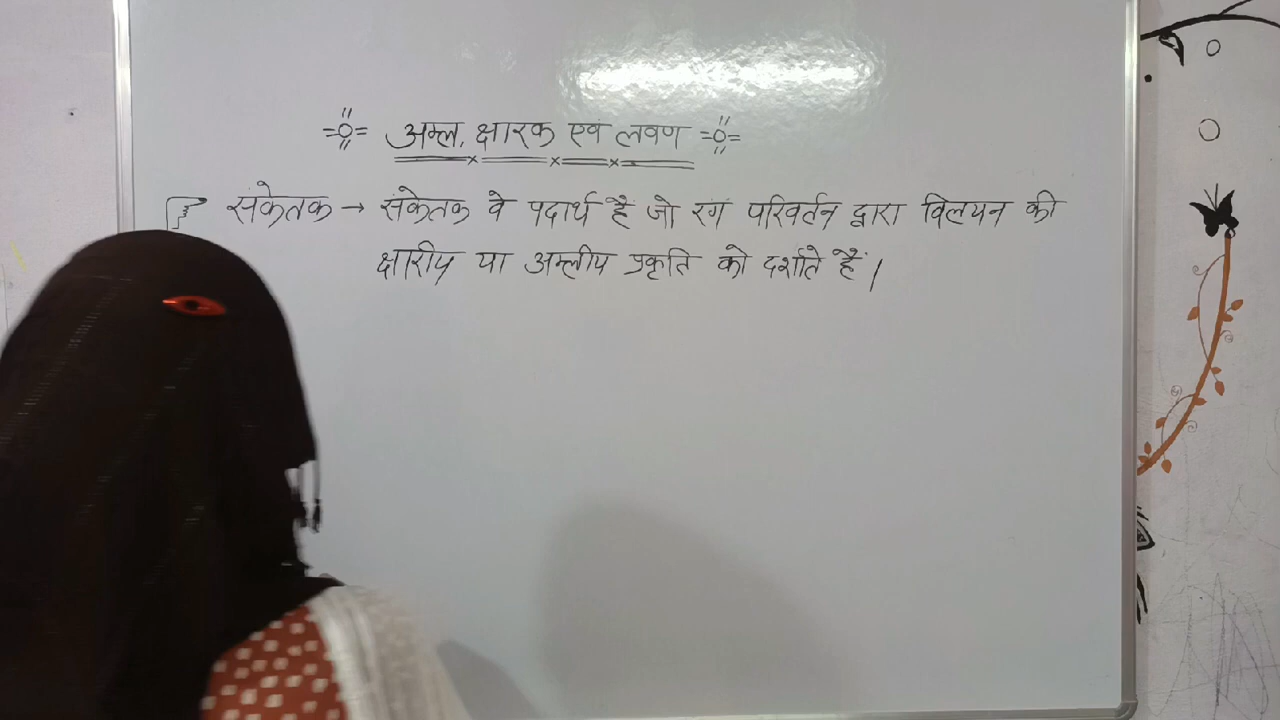 अम्ल, क्षारक एवं लवण
संकेतक → संकेतक वे पदार्थ है जो रंग परिवर्तन द्वारा विलयन की
क्षारीय या अम्लीय प्रकृति को दर्शाते हैं।